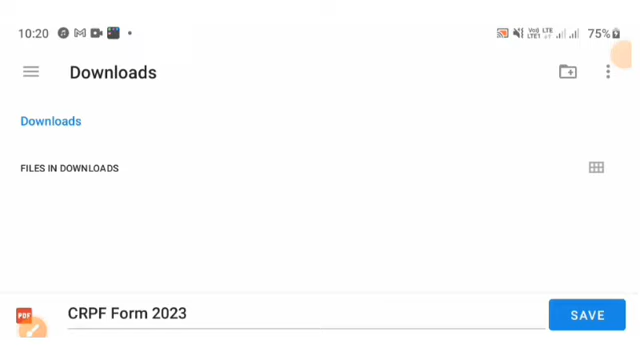 10:20
75%
Downloads
Downloads
FILES IN DOWNLOADS
PDF
CRPF Form 2023
SAVE